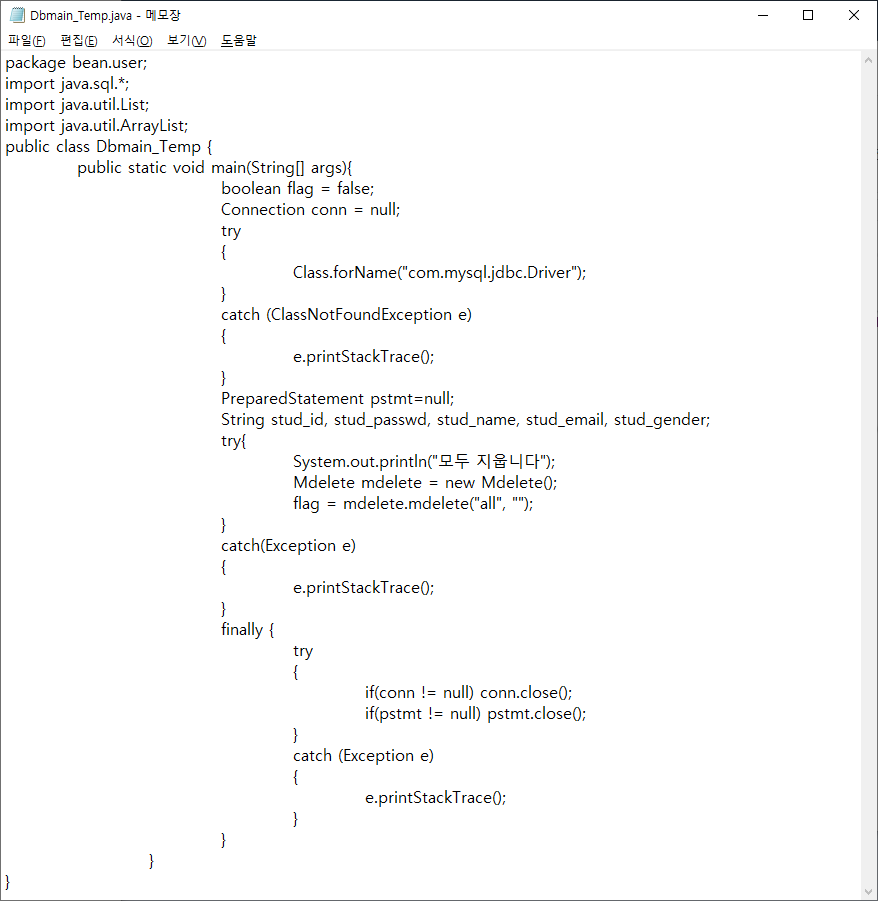 Dbmain_Temp.java - 메모장
파일(F) 편집(E) 서식(O) 보기(V) 도움말
package bean.user;
import java.sql.*;
import java.util.List;
import java.util.ArrayList;
public class Dbmain_Temp {
public static void main(String[] args){
boolean flag = false;
Connection conn = null;
try
{
Class.forName("com.mysql.jdbc.Driver");
}
catch (ClassNotFoundException e)
{
e.printStackTrace();
}
PreparedStatement pstmt=null;
String stud_id, stud_passwd, stud_name, stud_email, stud_gender;
try{
System.out.println("모두 지웁니다");
Mdelete mdelete = new Mdelete();
flag = mdelete.mdelete("all", "");
}
catch(Exception e)
{
e.printStackTrace();
}
finally {
try
{
if(conn != null) conn.close();
if(pstmt != null) pstmt.close();
}
catch (Exception e)
{
e.printStackTrace();
}
}
}
}